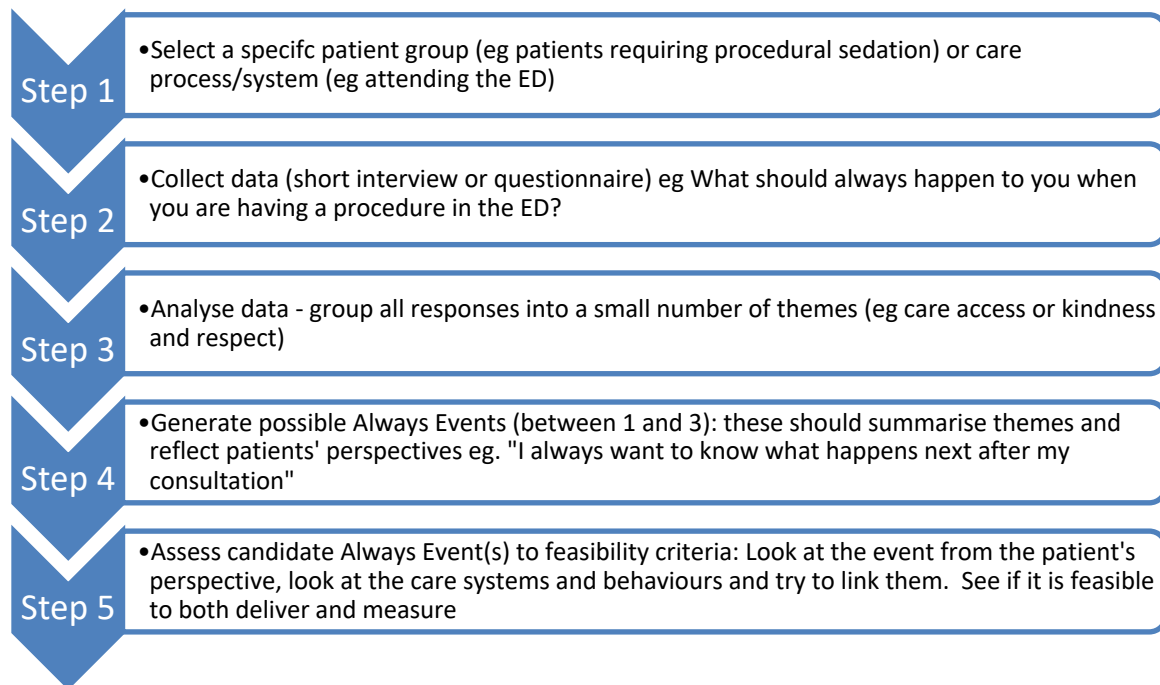 Step 1
•Select a specifc patient group (eg patients requiring procedural sedation) or care
process/system (eg attending the ED)
Step 2
•Collect data (short interview or questionnaire) eg What should always happen to you when
you are having a procedure in the ED?
Step 3
•Analyse data - group all responses into a small number of themes (eg care access or kindness
and respect)
Step 4
•Generate possible Always Events (between 1 and 3): these should summarise themes and
reflect patients' perspectives eg. "I always want to know what happens next after my
consultation"
Step 5
•Assess candidate Always Event(s) to feasibility criteria: Look at the event from the patient's
perspective, look at the care systems and behaviours and try to link them.  See if it is feasible
to both deliver and measure